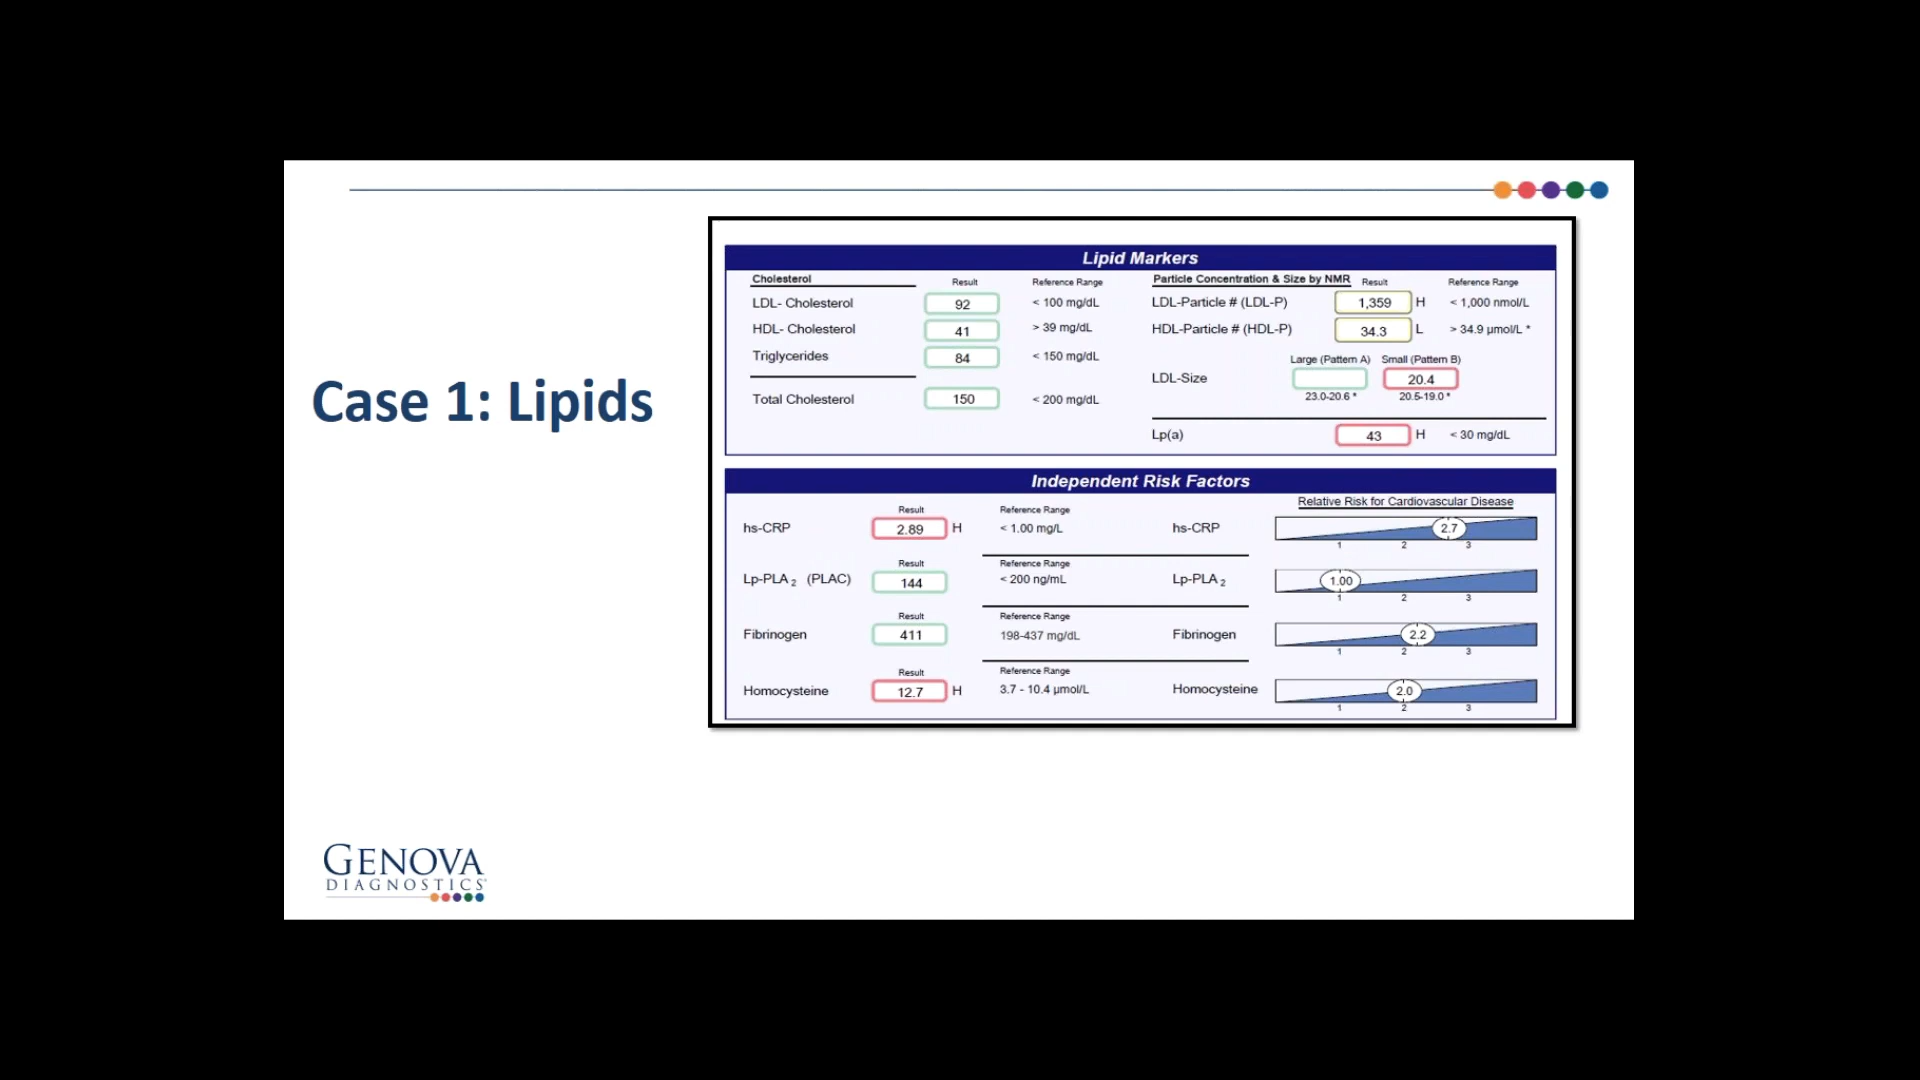 Case 1: Lipids
Lipid Markers
Cholesterol Result Reference Range
LDL- Cholesterol 92 < 100 mg/dL
HDL- Cholesterol 41 > 39 mg/dL
Triglycerides 84 < 150 mg/dL
Total Cholesterol 150 < 200 mg/dL
Particle Concentration & Size by NMR Result Reference Range
LDL-Particle # (LDL-P) 1,359 H < 1,000 nmol/L
HDL-Particle # (HDL-P) 34.3 L > 34.9 µmol/L *
Large (Pattern A) Small (Pattern B)
LDL-Size 20.4
23.0-20.6 * 20.5-19.0 *
Lp(a) 43 H < 30 mg/dL
Independent Risk Factors
Relative Risk for Cardiovascular Disease
Result Reference Range
hs-CRP 2.89 H < 1.00 mg/L hs-CRP 2.7
1 2 3
Result Reference Range
Lp-PLA 2 (PLAC) 144 < 200 ng/mL Lp-PLA 2 1.00
1 2 3
Result Reference Range
Fibrinogen 411 198-437 mg/dL Fibrinogen 2.2
1 2 3
Result Reference Range
Homocysteine 12.7 H 3.7 - 10.4 µmol/L Homocysteine 2.0
1 2 3
GENOVA
DIAGNOSTICS